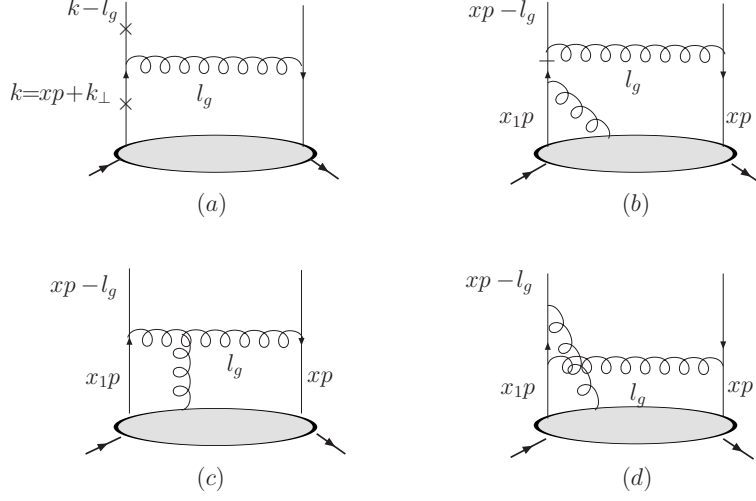 k−l_g
k=xp+k_⊥
l_g
(a)
xp−l_g
l_g
x_1p
xp
(b)
xp−l_g
l_g
x_1p
xp
(c)
xp−l_g
x_1p
xp
l_g
(d)